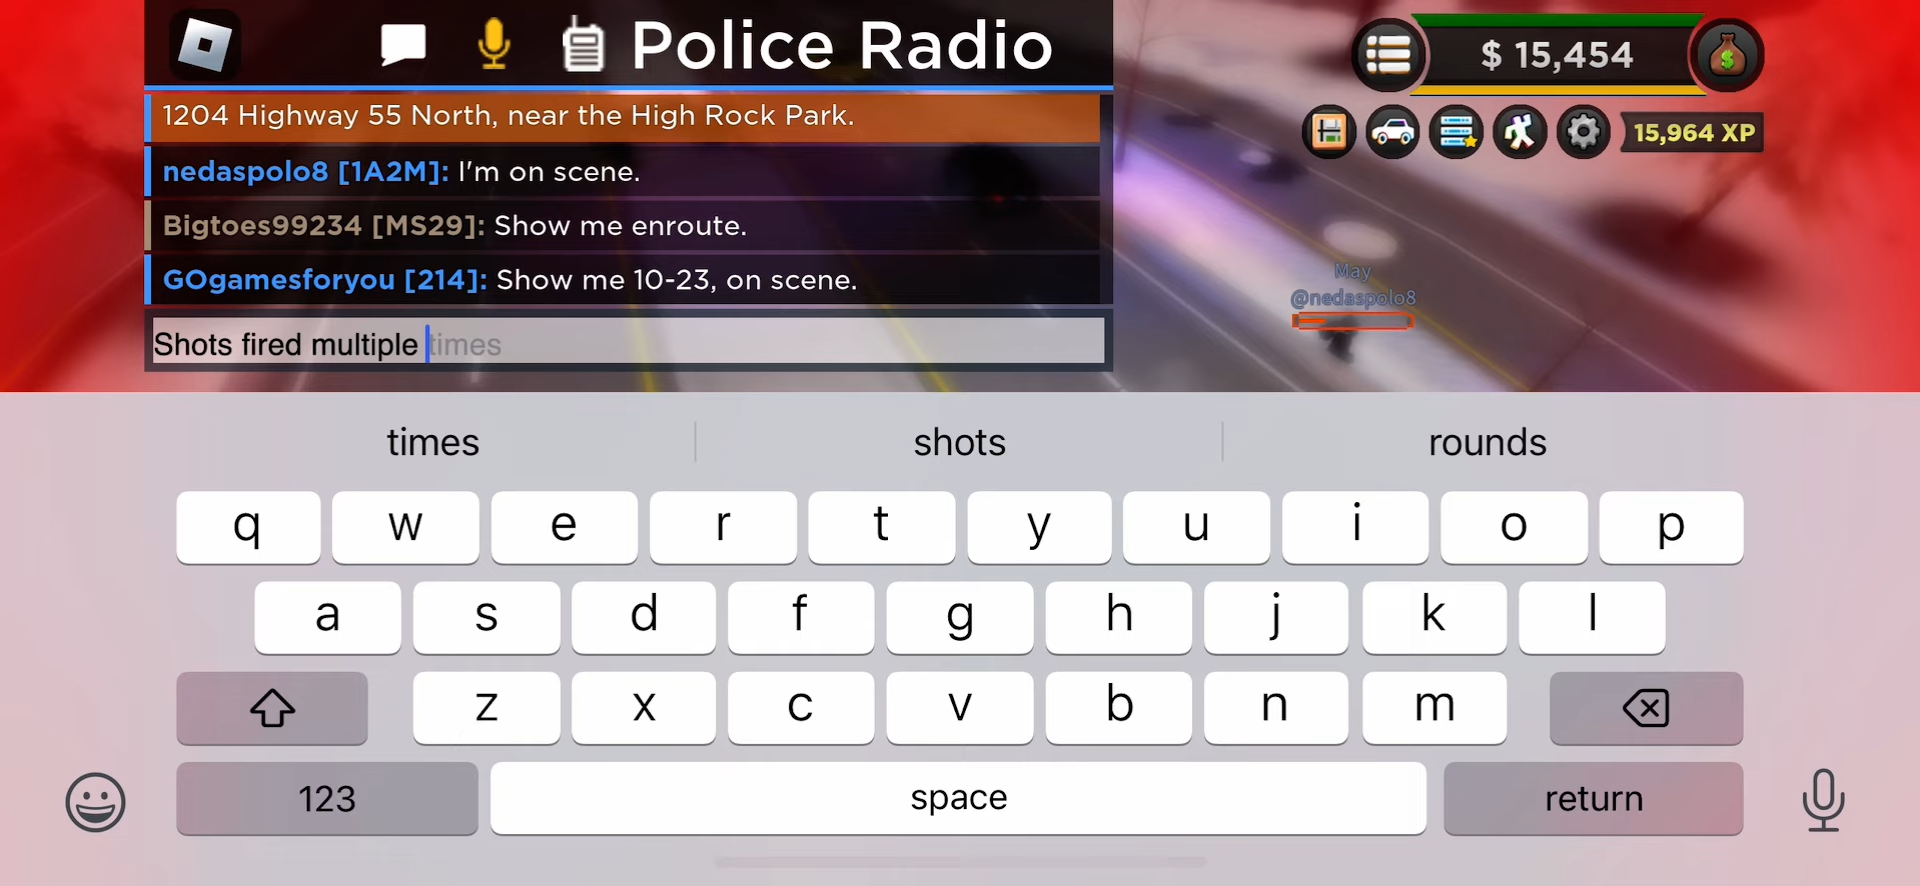 Police Radio
$ 15,454
15,964 XP
1204 Highway 55 North, near the High Rock Park.
nedaspolo8 [1A2M]: I'm on scene.
Bigtoes99234 [MS29]: Show me enroute.
GOgamesforyou [214]: Show me 10-23, on scene.
May
@nedaspolo8
Shots fired multiple times
times shots rounds
q w e r t y u i o p
a s d f g h j k l
z x c v b n m
123 space return